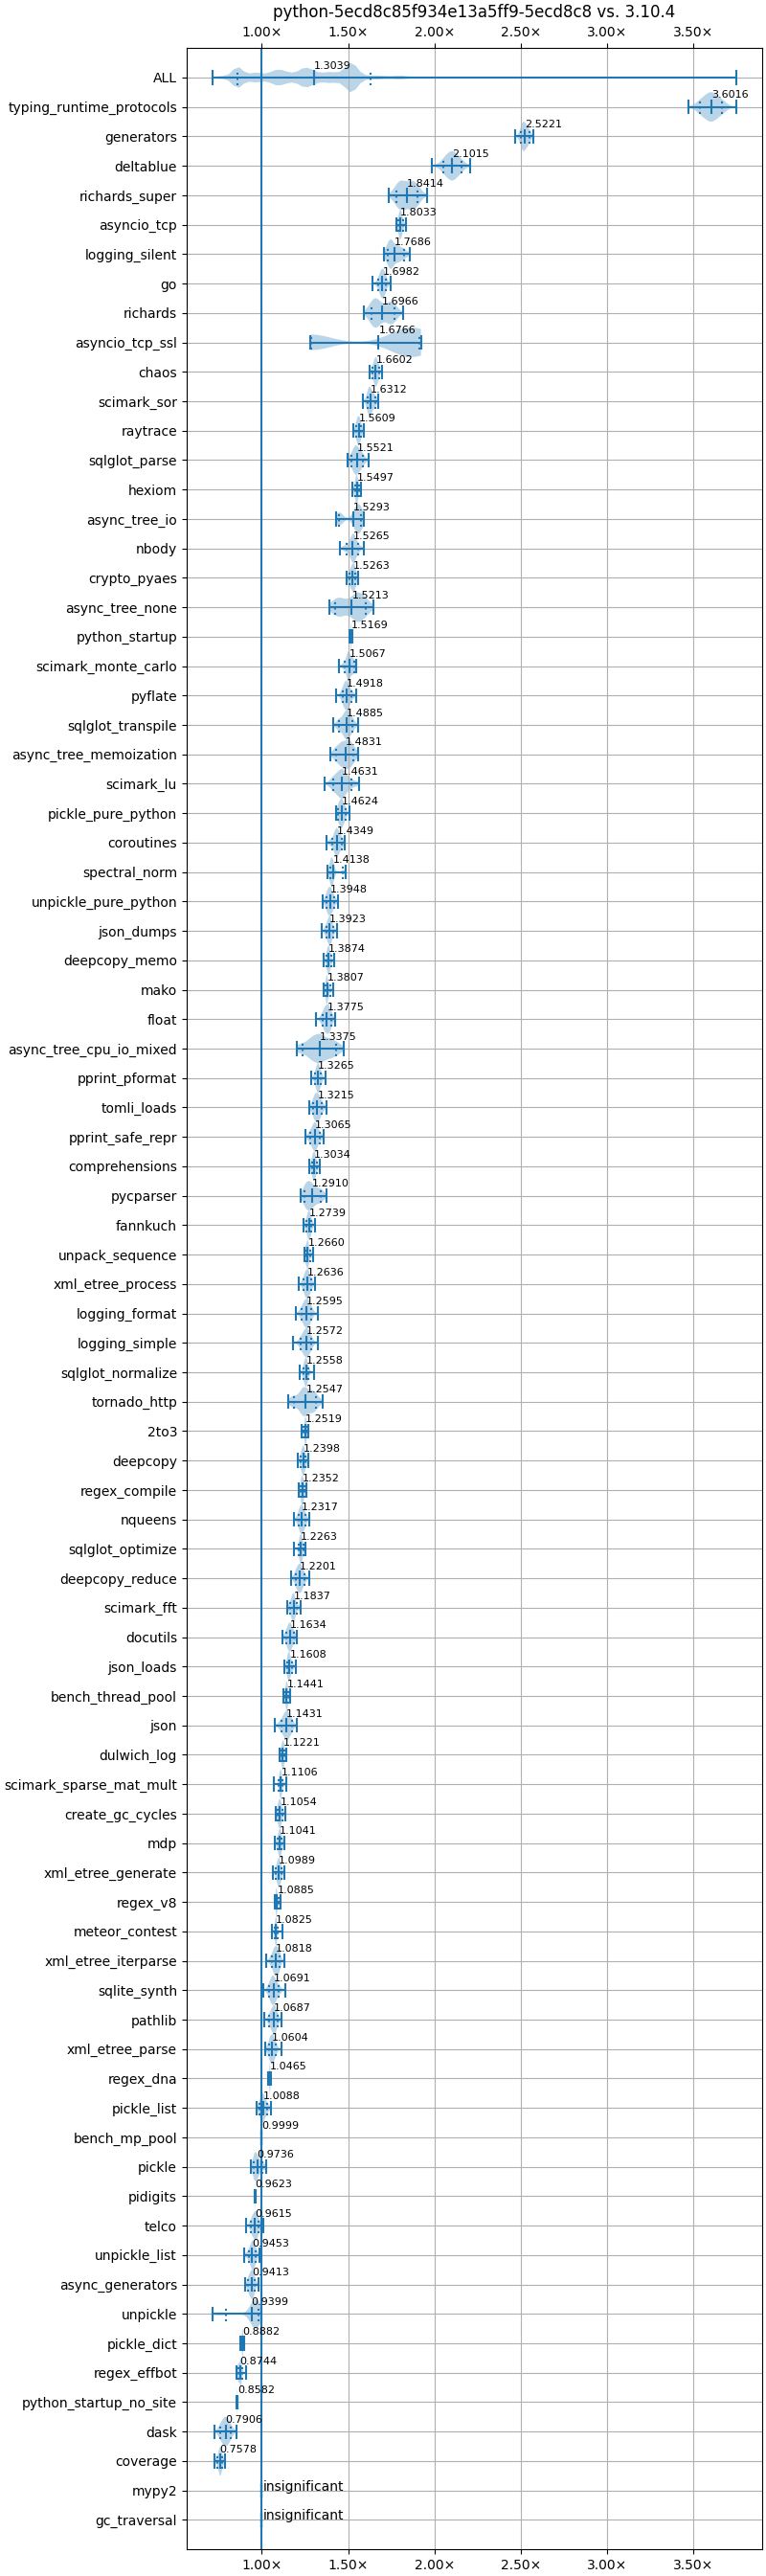 python-5ecd8c85f934e13a5ff9-5ecd8c8 vs. 3.10.4
1.00× 1.50× 2.00× 2.50× 3.00× 3.50×
ALL 1.3039
typing_runtime_protocols 3.6016
generators 2.5221
deltablue 2.1015
richards_super 1.8414
asyncio_tcp 1.8033
logging_silent 1.7686
go 1.6982
richards 1.6966
asyncio_tcp_ssl 1.6766
chaos 1.6602
scimark_sor 1.6312
raytrace 1.5609
sqlglot_parse 1.5521
hexiom 1.5497
async_tree_io 1.5293
nbody 1.5265
crypto_pyaes 1.5263
async_tree_none 1.5213
python_startup 1.5169
scimark_monte_carlo 1.5067
pyflate 1.4918
sqlglot_transpile 1.4885
async_tree_memoization 1.4831
scimark_lu 1.4631
pickle_pure_python 1.4624
coroutines 1.4349
spectral_norm 1.4138
unpickle_pure_python 1.3948
json_dumps 1.3923
deepcopy_memo 1.3874
mako 1.3807
float 1.3775
async_tree_cpu_io_mixed 1.3375
pprint_pformat 1.3265
tomli_loads 1.3215
pprint_safe_repr 1.3065
comprehensions 1.3034
pycparser 1.2910
fannkuch 1.2739
unpack_sequence 1.2660
xml_etree_process 1.2636
logging_format 1.2595
logging_simple 1.2572
sqlglot_normalize 1.2558
tornado_http 1.2547
2to3 1.2519
deepcopy 1.2398
regex_compile 1.2352
nqueens 1.2317
sqlglot_optimize 1.2263
deepcopy_reduce 1.2201
scimark_fft 1.1837
docutils 1.1634
json_loads 1.1608
bench_thread_pool 1.1441
json 1.1431
dulwich_log 1.1221
scimark_sparse_mat_mult 1.1106
create_gc_cycles 1.1054
mdp 1.1041
xml_etree_generate 1.0989
regex_v8 1.0885
meteor_contest 1.0825
xml_etree_iterparse 1.0818
sqlite_synth 1.0691
pathlib 1.0687
xml_etree_parse 1.0604
regex_dna 1.0465
pickle_list 1.0088
bench_mp_pool 0.9999
pickle 0.9736
pidigits 0.9623
telco 0.9615
unpickle_list 0.9453
async_generators 0.9413
unpickle 0.9399
pickle_dict 0.8882
regex_effbot 0.8744
python_startup_no_site 0.8582
dask 0.7906
coverage 0.7578
mypy2 insignificant
gc_traversal insignificant
1.00× 1.50× 2.00× 2.50× 3.00× 3.50×